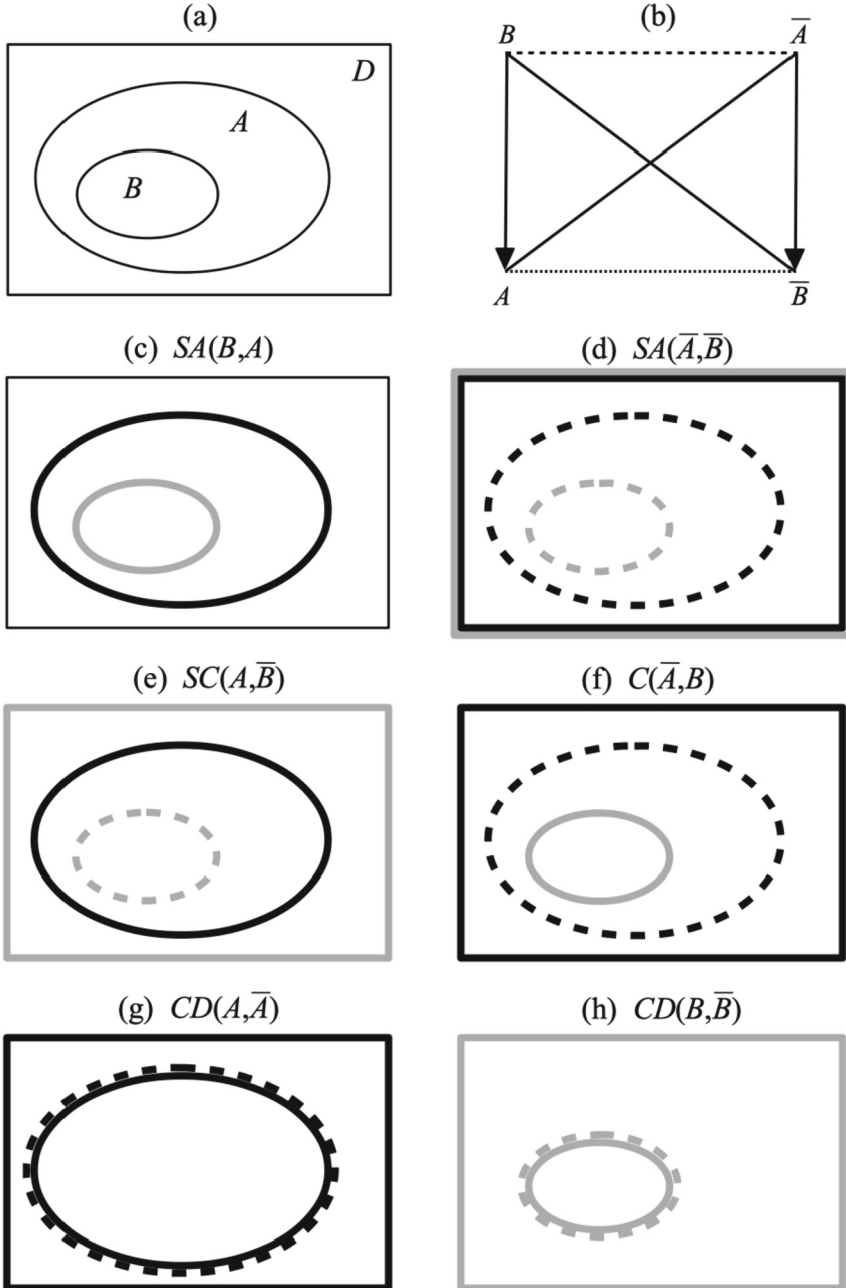 (a) (b)
D
A
B
B A̅
A B̅
(c) SA(B,A) (d) SA(A̅,B̅)
(e) SC(A,B̅) (f) C(A̅,B)
(g) CD(A,A̅) (h) CD(B,B̅)